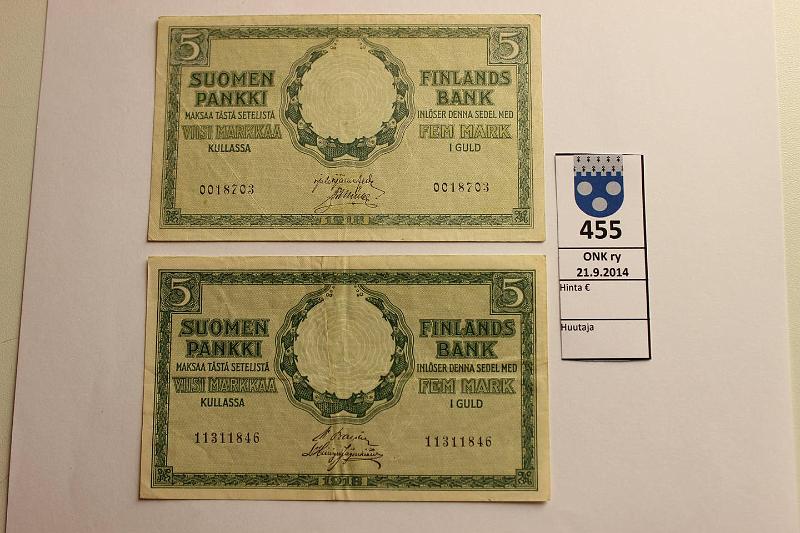 5
5
SUOMEN
PANKKI
MAKSAA TÄSTÄ SETELISTÄ
VIISI MARKKAA
KULLASSA
FINLANDS
BANK
INLÖSER DENNA SEDEL MED
FEM MARK
I GULD
0018703
0018703
1918
5
5
SUOMEN
PANKKI
MAKSAA TÄSTÄ SETELISTÄ
VIISI MARKKAA
KULLASSA
FINLANDS
BANK
INLÖSER DENNA SEDEL MED
FEM MARK
I GULD
11311846
11311846
1918
455
ONK ry
21.9.2014
Hinta €
Huutaja